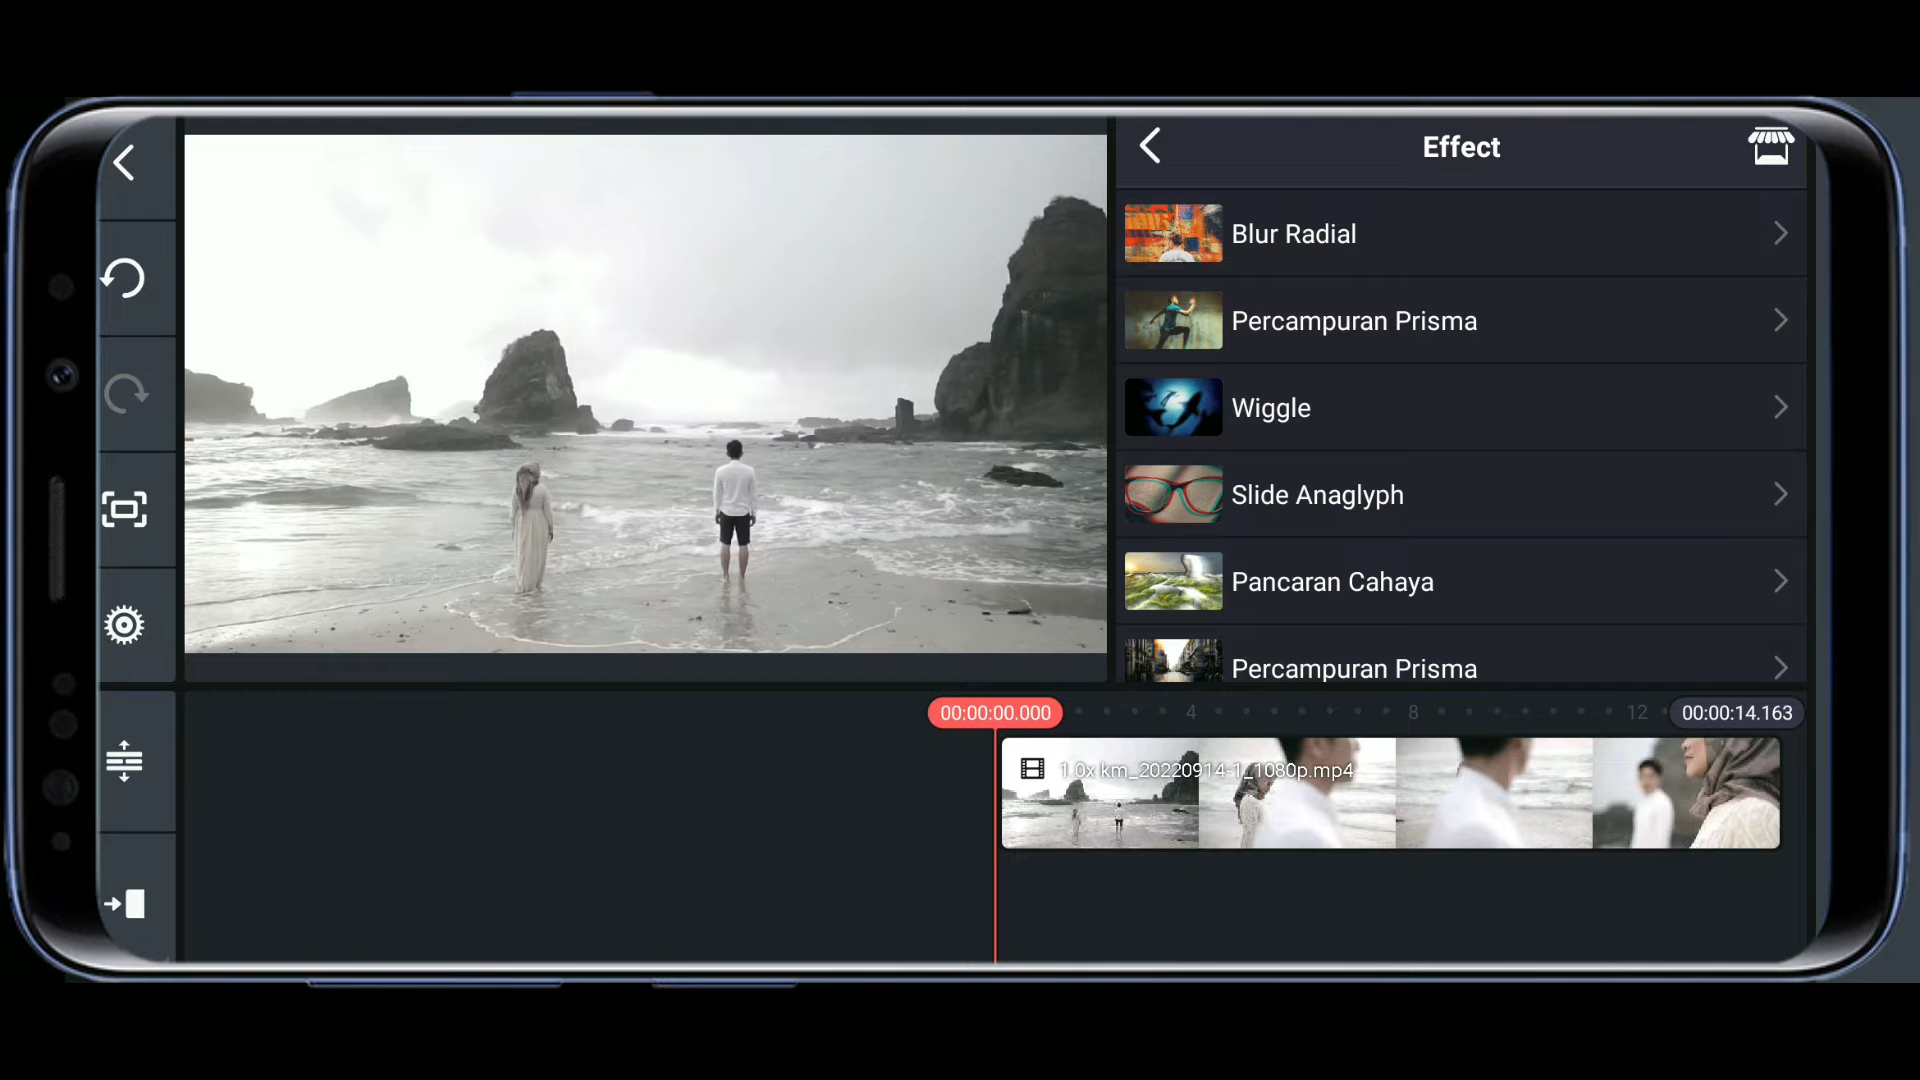 Effect
Blur Radial
Percampuran Prisma
Wiggle
Slide Anaglyph
Pancaran Cahaya
Percampuran Prisma
00:00:00.000 4 8 12 00:00:14.163
1.0x km_20220914-1_1080p.mp4